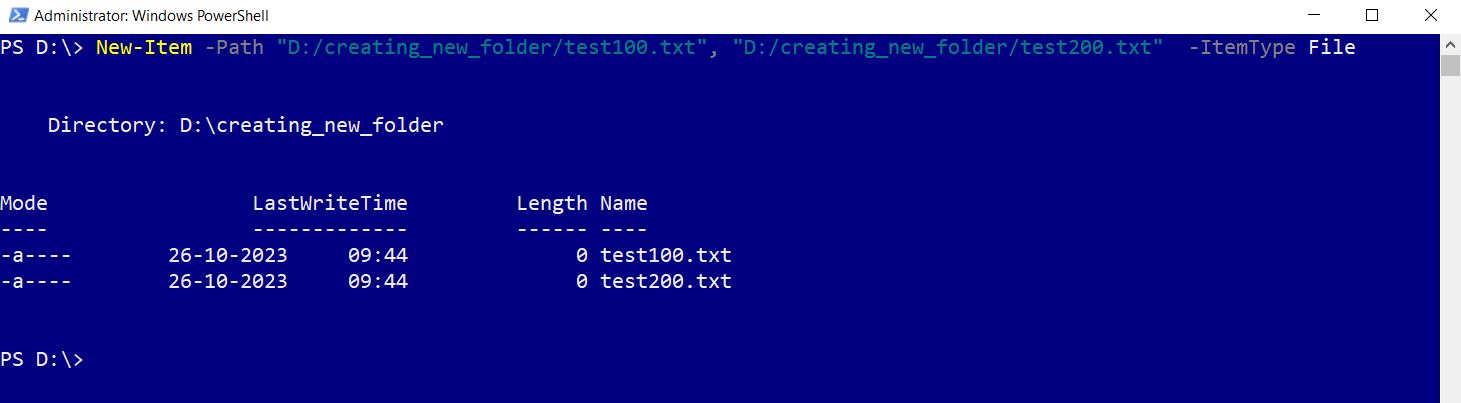 Administrator: Windows PowerShell
PS D:\> New-Item -Path "D:/creating_new_folder/test100.txt", "D:/creating_new_folder/test200.txt"  -ItemType File
    Directory: D:\creating_new_folder
Mode                 LastWriteTime         Length Name
----                 -------------         ------ ----
-a----        26-10-2023     09:44              0 test100.txt
-a----        26-10-2023     09:44              0 test200.txt
PS D:\>